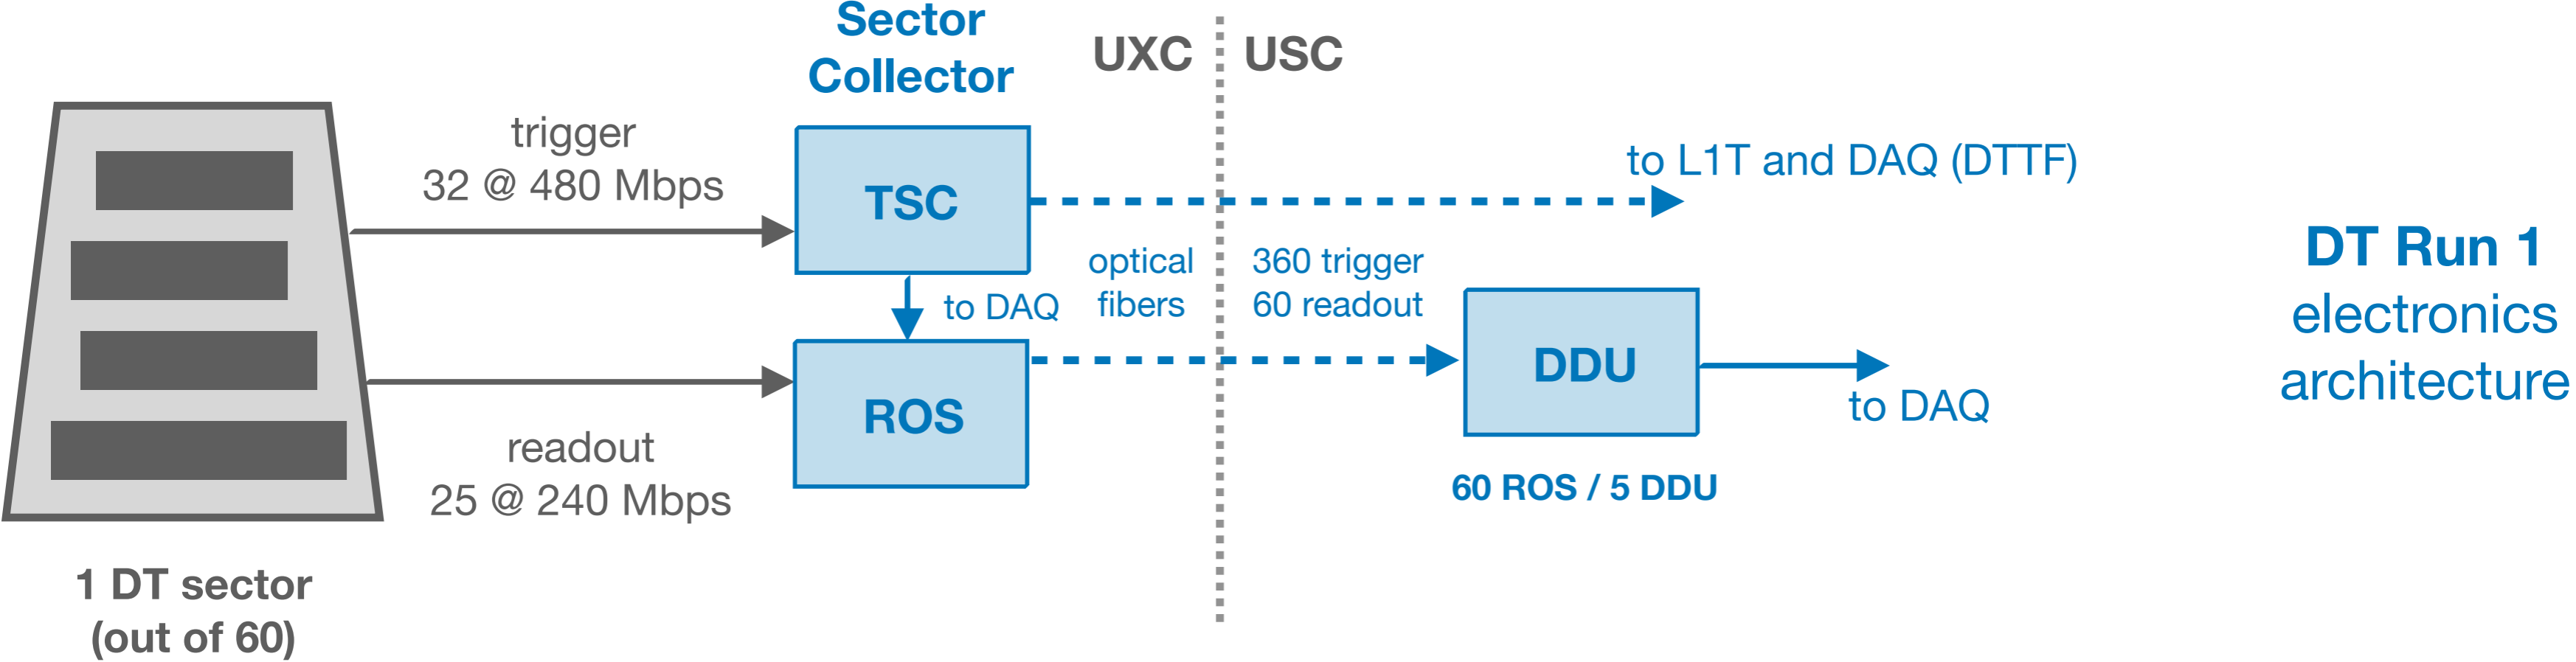 Sector
Collector
UXC
USC
trigger
32 @ 480 Mbps
TSC
to L1T and DAQ (DTTF)
optical
fibers
360 trigger
60 readout
to DAQ
DT Run 1
electronics
architecture
ROS
DDU
to DAQ
readout
25 @ 240 Mbps
60 ROS / 5 DDU
1 DT sector
(out of 60)